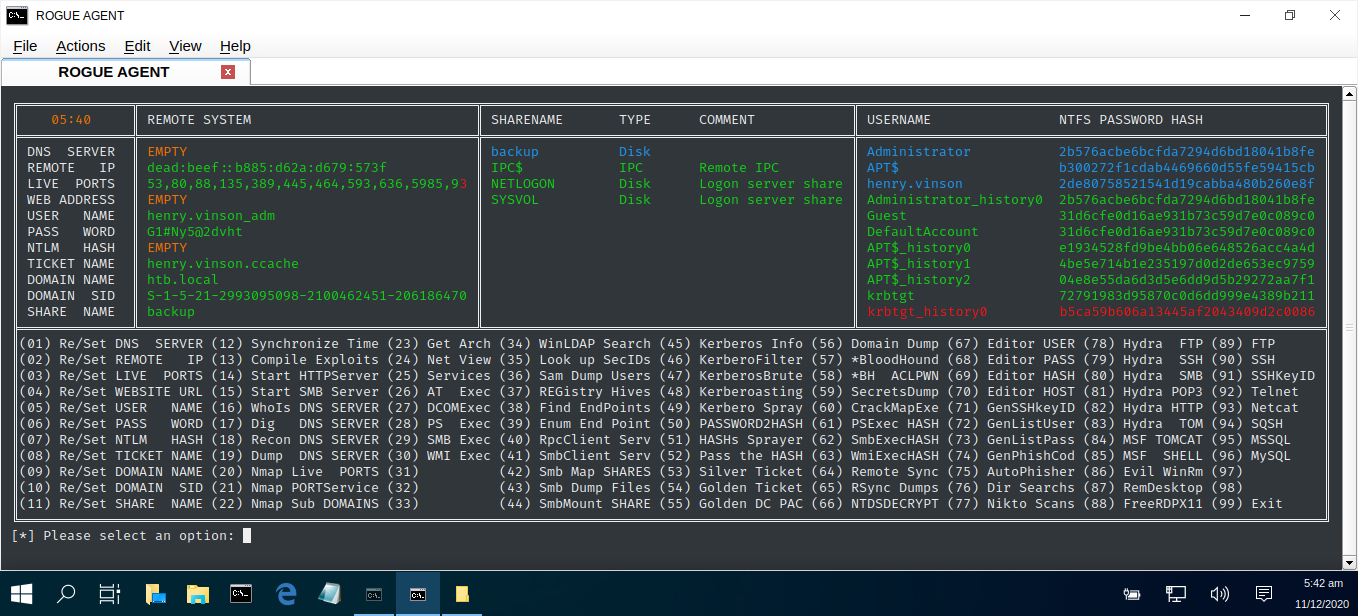 ROGUE AGENT
File Actions Edit View Help
ROGUE AGENT x
05:40 REMOTE SYSTEM SHARENAME TYPE COMMENT USERNAME NTFS PASSWORD HASH
DNS SERVER EMPTY backup Disk Administrator 2b576acbe6bcfda7294d6bd18041b8fe
REMOTE IP dead:beef::b885:d62a:d679:573f IPC$ IPC Remote IPC APT$ b300272f1cdab4469660d55fe59415cb
LIVE PORTS 53,80,88,135,389,445,464,593,636,5985,93 NETLOGON Disk Logon server share henry.vinson 2de80758521541d19cabba480b260e8f
WEB ADDRESS EMPTY SYSVOL Disk Logon server share Administrator_history0 2b576acbe6bcfda7294d6bd18041b8fe
USER NAME henry.vinson_adm Guest 31d6cfe0d16ae931b73c59d7e0c089c0
PASS WORD G1#Ny5@2dvht DefaultAccount 31d6cfe0d16ae931b73c59d7e0c089c0
NTLM HASH EMPTY APT$_history0 e1934528fd9be4bb06e648526acc4a4d
TICKET NAME henry.vinson.ccache APT$_history1 4be5e714b1e235197d0d2de653ec9759
DOMAIN NAME htb.local APT$_history2 04e8e55da6d3d5e6dd9d5b29272aa7f1
DOMAIN SID S-1-5-21-2993095098-2100462451-206186470 krbtgt 72791983d95870c0d6dd999e4389b211
SHARE NAME backup krbtgt_history0 b5ca59b606a13445af2043409d2c0086
(01) Re/Set DNS SERVER (12) Synchronize Time (23) Get Arch (34) WinLDAP Search (45) Kerberos Info (56) Domain Dump (67) Editor USER (78) Hydra FTP (89) FTP
(02) Re/Set REMOTE IP (13) Compile Exploits (24) Net View (35) Look up SecIDs (46) KerberoFilter (57) *BloodHound (68) Editor PASS (79) Hydra SSH (90) SSH
(03) Re/Set LIVE PORTS (14) Start HTTPServer (25) Services (36) Sam Dump Users (47) KerberosBrute (58) *BH ACLPWN (69) Editor HASH (80) Hydra SMB (91) SSHKeyID
(04) Re/Set WEBSITE URL (15) Start SMB Server (26) AT Exec (37) REGistry Hives (48) Kerberoasting (59) SecretsDump (70) Editor HOST (81) Hydra POP3 (92) Telnet
(05) Re/Set USER NAME (16) WhoIs DNS SERVER (27) DCOMExec (38) Find EndPoints (49) Kerbero Spray (60) CrackMapExe (71) GenSSHkeyID (82) Hydra HTTP (93) Netcat
(06) Re/Set PASS WORD (17) Dig DNS SERVER (28) PS Exec (39) Enum End Point (50) PASSWORD2HASH (61) PSExec HASH (72) GenListUser (83) Hydra TOM (94) SQSH
(07) Re/Set NTLM HASH (18) Recon DNS SERVER (29) SMB Exec (40) RpcClient Serv (51) HASHs Sprayer (62) SmbExecHASH (73) GenListPass (84) MSF TOMCAT (95) MSSQL
(08) Re/Set TICKET NAME (19) Dump DNS SERVER (30) WMI Exec (41) SmbClient Serv (52) Pass the HASH (63) WmiExecHASH (74) GenPhishCod (85) MSF SHELL (96) MySQL
(09) Re/Set DOMAIN NAME (20) Nmap Live PORTS (31) (42) Smb Map SHARES (53) Silver Ticket (64) Remote Sync (75) AutoPhisher (86) Evil WinRm (97)
(10) Re/Set DOMAIN SID (21) Nmap PORTService (32) (43) Smb Dump Files (54) Golden Ticket (65) RSync Dumps (76) Dir Searchs (87) RemDesktop (98)
(11) Re/Set SHARE NAME (22) Nmap Sub DOMAINS (33) (44) SmbMount SHARE (55) Golden DC PAC (66) NTDSDECRYPT (77) Nikto Scans (88) FreeRDPX11 (99) Exit
[*] Please select an option:
5:42 am
11/12/2020